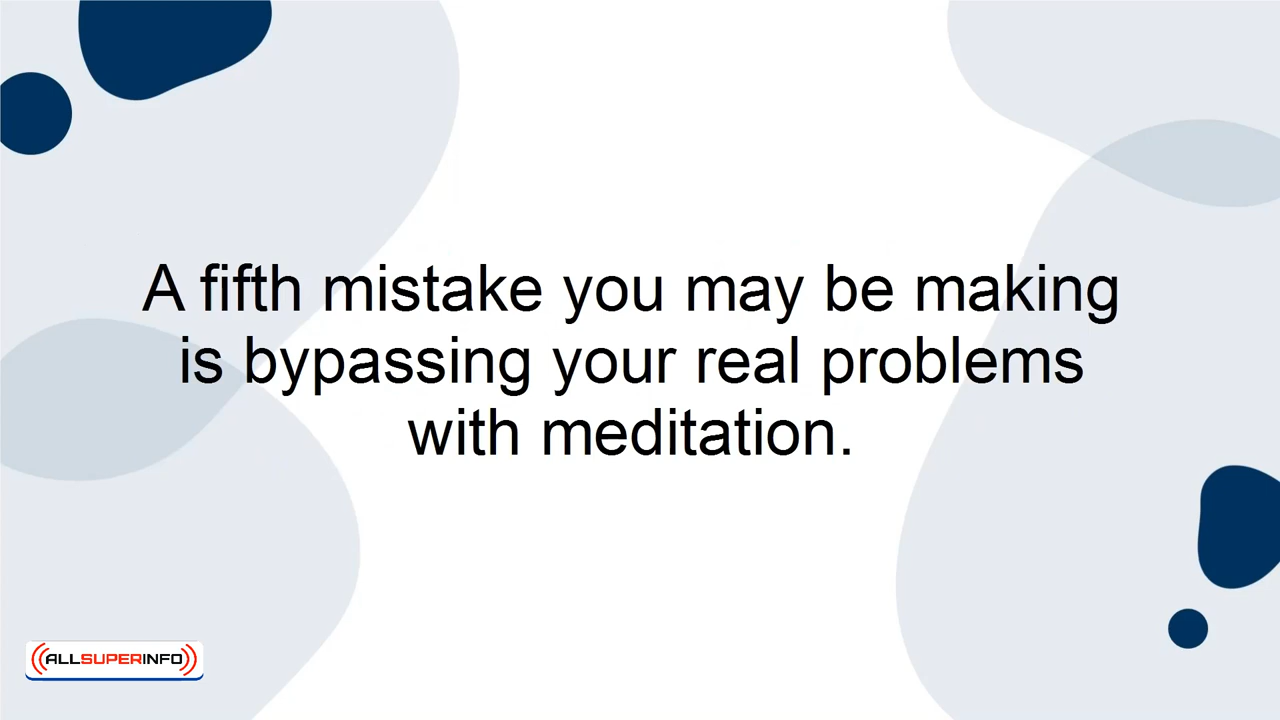 A fifth mistake you may be making
is bypassing your real problems
with meditation.
ALLSUPERINFO